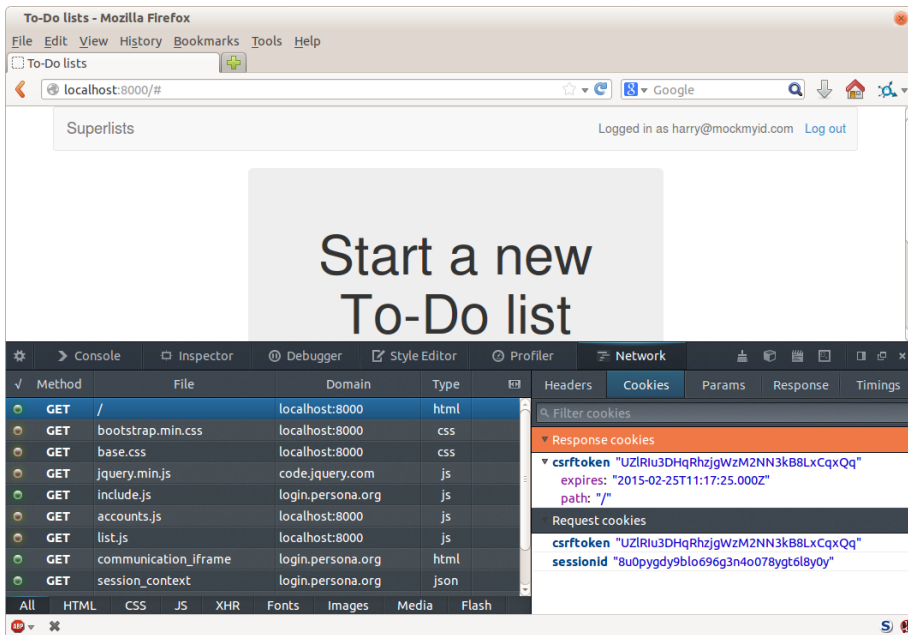 To-Do lists - Mozilla Firefox
File Edit View History Bookmarks Tools Help
To-Do lists
localhost:8000/#
Google
Superlists
Logged in as harry@mockmyid.com Log out
Start a new
To-Do list
Console Inspector Debugger Style Editor Profiler Network
√ Method File Domain Type
Headers Cookies Params Response Timings
GET / localhost:8000 html
GET bootstrap.min.css localhost:8000 css
GET base.css localhost:8000 css
GET jquery.min.js code.jquery.com js
GET include.js login.persona.org js
GET accounts.js localhost:8000 js
GET list.js localhost:8000 js
GET communication_iframe login.persona.org html
GET session_context login.persona.org json
All HTML CSS JS XHR Fonts Images Media Flash
Filter cookies
Response cookies
csrftoken "UZlRIu3DHqRhzjgWzM2NN3kB8LxCqxQq"
expires: "2015-02-25T11:17:25.000Z"
path: "/"
Request cookies
csrftoken "UZlRIu3DHqRhzjgWzM2NN3kB8LxCqxQq"
sessionid "8u0pygdy9blo696g3n4o078ygt6l8y0y"
ABP
S